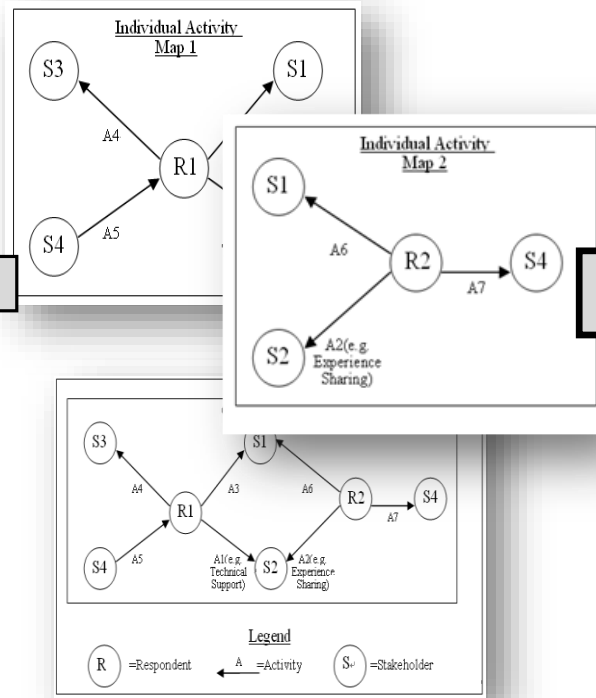 Individual Activity
Map 1
S3
S1
A4
R1
A5
S4
Individual Activity
Map 2
S1
A6
R2
S4
A7
S2
A2(e.g.
Experience
Sharing)
S3
S1
A4
A3
A6
R1
R2
S4
A7
S4
A5
A1(e.g.
Technical
Support)
S2
A2(e.g.
Experience
Sharing)
Legend
R =Respondent
A =Activity
S =Stakeholder